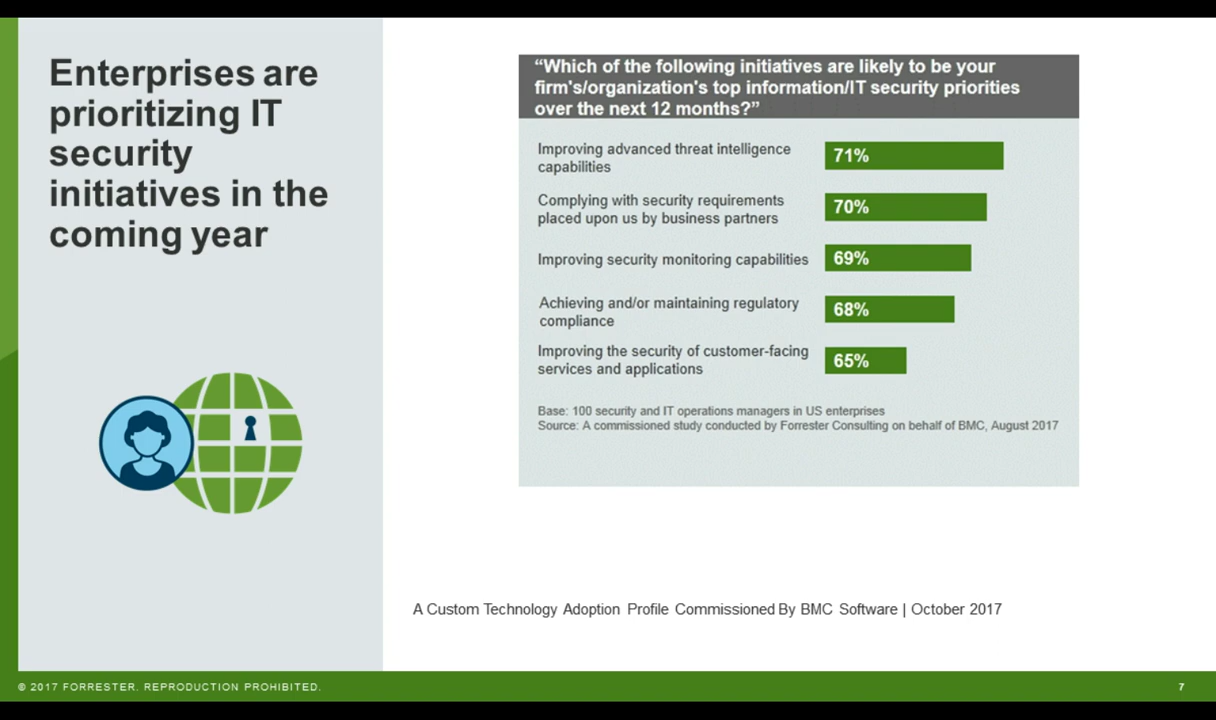 Enterprises are
prioritizing IT
security
initiatives in the
coming year
“Which of the following initiatives are likely to be your
firm's/organization's top information/IT security priorities
over the next 12 months?”
Improving advanced threat intelligence
capabilities
71%
Complying with security requirements
placed upon us by business partners
70%
Improving security monitoring capabilities
69%
Achieving and/or maintaining regulatory
compliance
68%
Improving the security of customer-facing
services and applications
65%
Base: 100 security and IT operations managers in US enterprises
Source: A commissioned study conducted by Forrester Consulting on behalf of BMC, August 2017
A Custom Technology Adoption Profile Commissioned By BMC Software | October 2017
© 2017 FORRESTER. REPRODUCTION PROHIBITED.
7